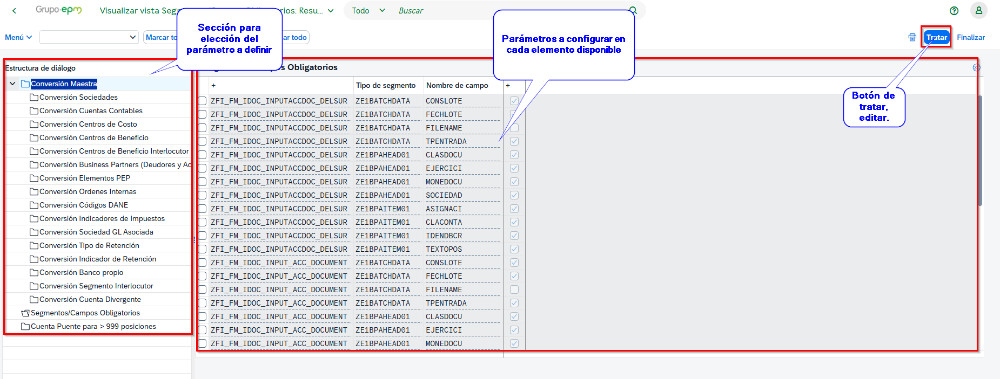 Grupo·epm
Visualizar vista Seg
ios: Resu...
Todo
Buscar
Menú
Marcar to
ar todo
Tratar
Finalizar
Sección para
elección del
parámetro a definir
Parámetros a configurar en
cada elemento disponible
Botón de
tratar,
editar.
Estructura de diálogo
Conversión Maestra
Conversión Sociedades
Conversión Cuentas Contables
Conversión Centros de Costo
Conversión Centros de Beneficio
Conversión Centros de Beneficio Interlocutor
Conversión Business Partners (Deudores y Ac
Conversión Elementos PEP
Conversión Ordenes Internas
Conversión Códigos DANE
Conversión Indicadores de Impuestos
Conversión Sociedad GL Asociada
Conversión Tipo de Retención
Conversión Indicador de Retención
Conversión Banco propio
Conversión Segmento Interlocutor
Conversión Cuenta Divergente
Segmentos/Campos Obligatorios
Cuenta Puente para > 999 posiciones
os Obligatorios
+ Tipo de segmento Nombre de campo +
ZFI_FM_IDOC_INPUTACCDOC_DELSUR ZE1BATCHDATA CONSLOTE
ZFI_FM_IDOC_INPUTACCDOC_DELSUR ZE1BATCHDATA FECHLOTE
ZFI_FM_IDOC_INPUTACCDOC_DELSUR ZE1BATCHDATA FILENAME
ZFI_FM_IDOC_INPUTACCDOC_DELSUR ZE1BATCHDATA TPENTRADA
ZFI_FM_IDOC_INPUTACCDOC_DELSUR ZE1BPAHEAD01 CLASDOCU
ZFI_FM_IDOC_INPUTACCDOC_DELSUR ZE1BPAHEAD01 EJERCICI
ZFI_FM_IDOC_INPUTACCDOC_DELSUR ZE1BPAHEAD01 MONEDOCU
ZFI_FM_IDOC_INPUTACCDOC_DELSUR ZE1BPAHEAD01 SOCIEDAD
ZFI_FM_IDOC_INPUTACCDOC_DELSUR ZE1BPAITEM01 ASIGNACI
ZFI_FM_IDOC_INPUTACCDOC_DELSUR ZE1BPAITEM01 CLACONTA
ZFI_FM_IDOC_INPUTACCDOC_DELSUR ZE1BPAITEM01 IDENDBCR
ZFI_FM_IDOC_INPUTACCDOC_DELSUR ZE1BPAITEM01 TEXTOPOS
ZFI_FM_IDOC_INPUT_ACC_DOCUMENT ZE1BATCHDATA CONSLOTE
ZFI_FM_IDOC_INPUT_ACC_DOCUMENT ZE1BATCHDATA FECHLOTE
ZFI_FM_IDOC_INPUT_ACC_DOCUMENT ZE1BATCHDATA FILENAME
ZFI_FM_IDOC_INPUT_ACC_DOCUMENT ZE1BATCHDATA TPENTRADA
ZFI_FM_IDOC_INPUT_ACC_DOCUMENT ZE1BPAHEAD01 CLASDOCU
ZFI_FM_IDOC_INPUT_ACC_DOCUMENT ZE1BPAHEAD01 EJERCICI
ZFI_FM_IDOC_INPUT_ACC_DOCUMENT ZE1BPAHEAD01 MONEDOCU